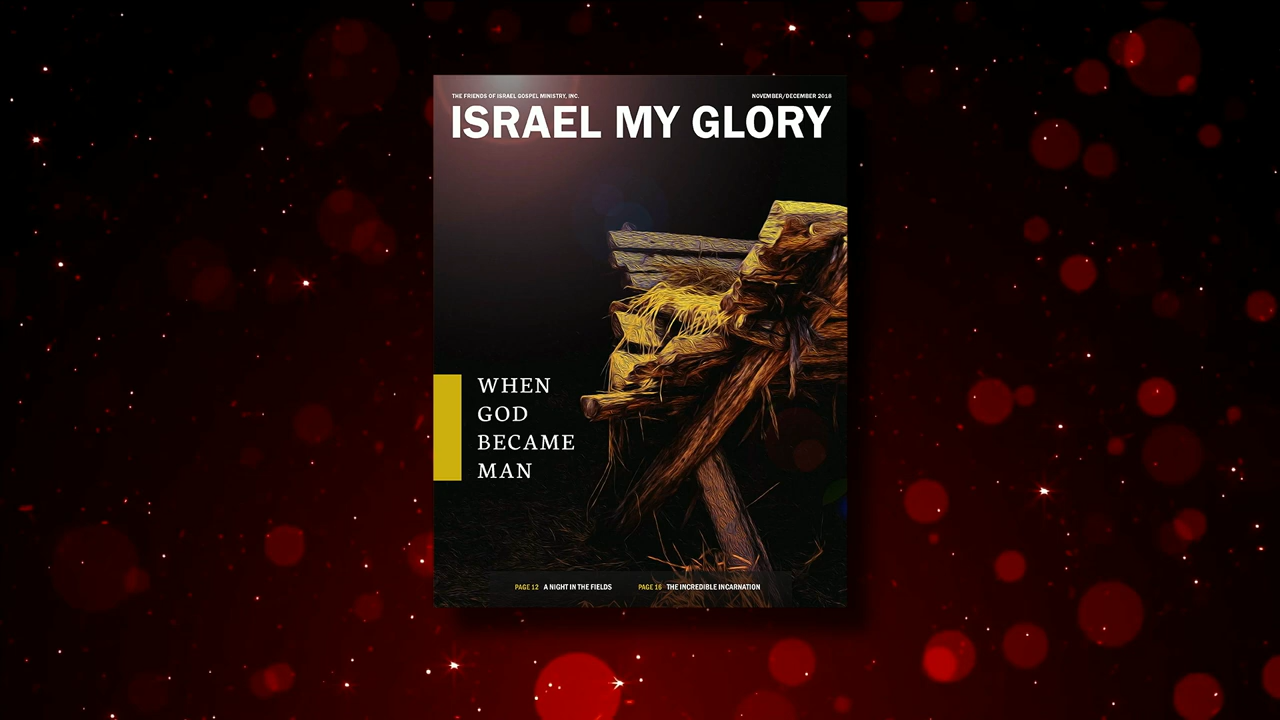 THE FRIENDS OF ISRAEL GOSPEL MINISTRY, INC.
NOVEMBER/DECEMBER 2018
ISRAEL MY GLORY
WHEN
GOD
BECAME
MAN
PAGE 12 A NIGHT IN THE FIELDS
PAGE 16 THE INCREDIBLE INCARNATION